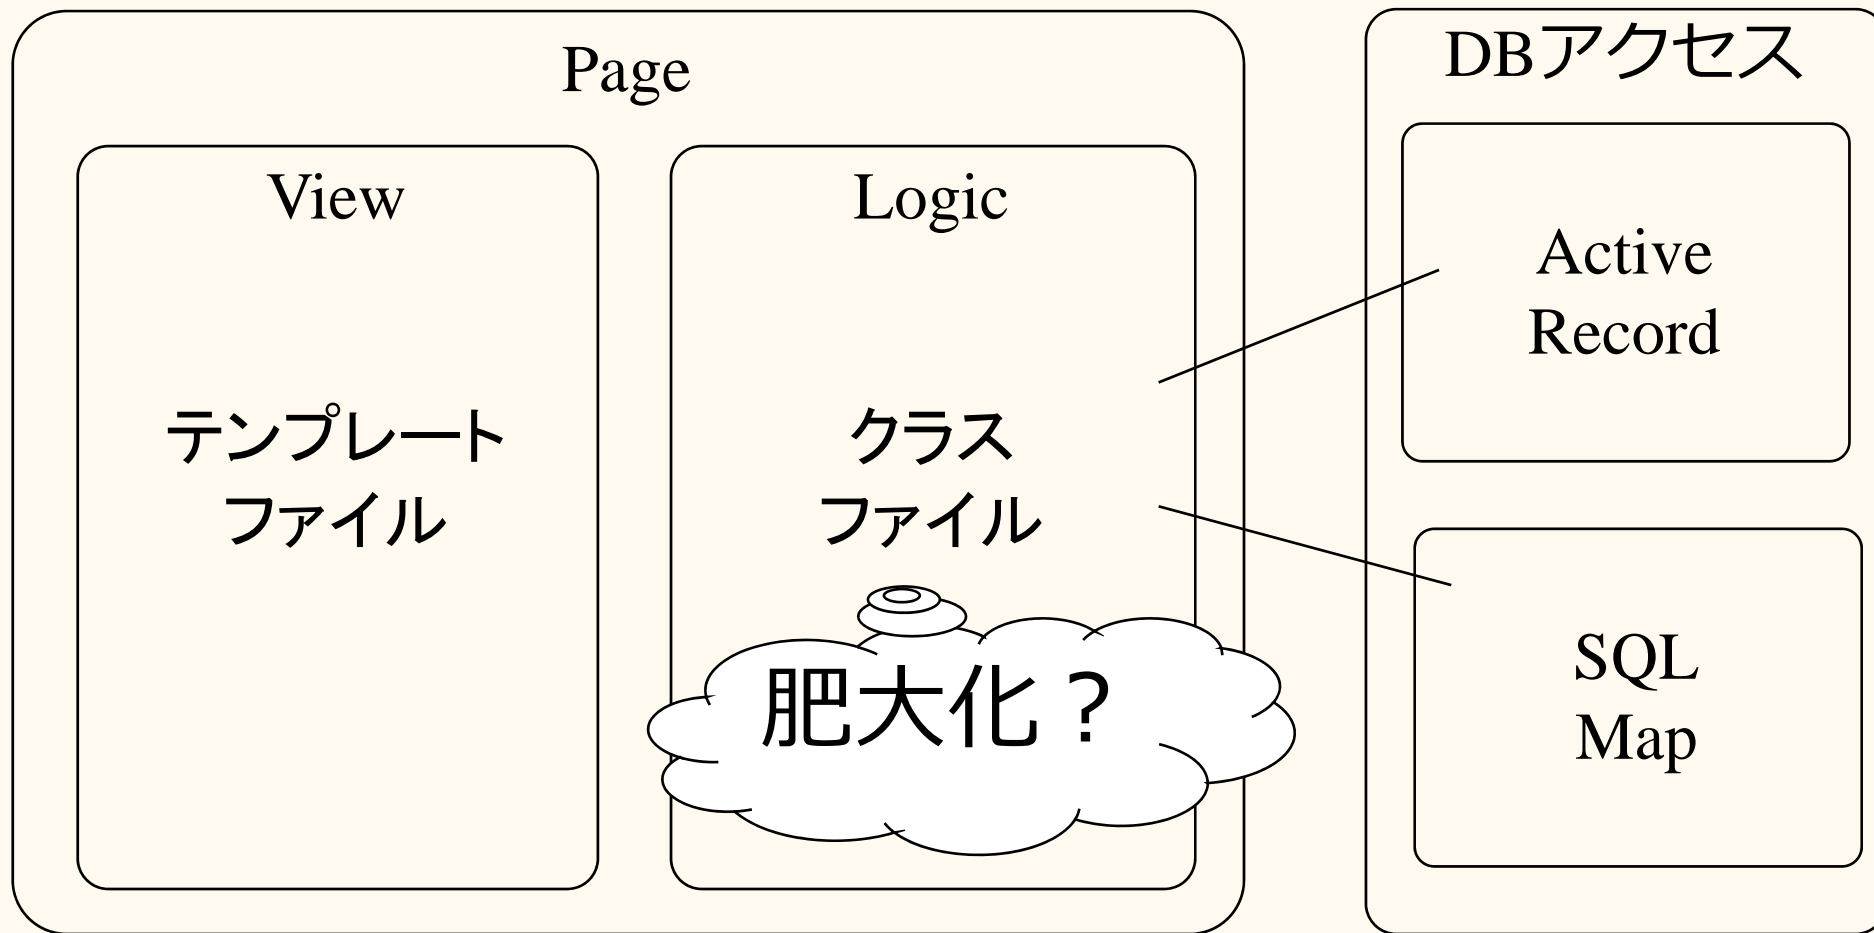 Page
View
テンプレート
ファイル
Logic
クラス
ファイル
肥大化？
DBアクセス
Active
Record
SQL
Map